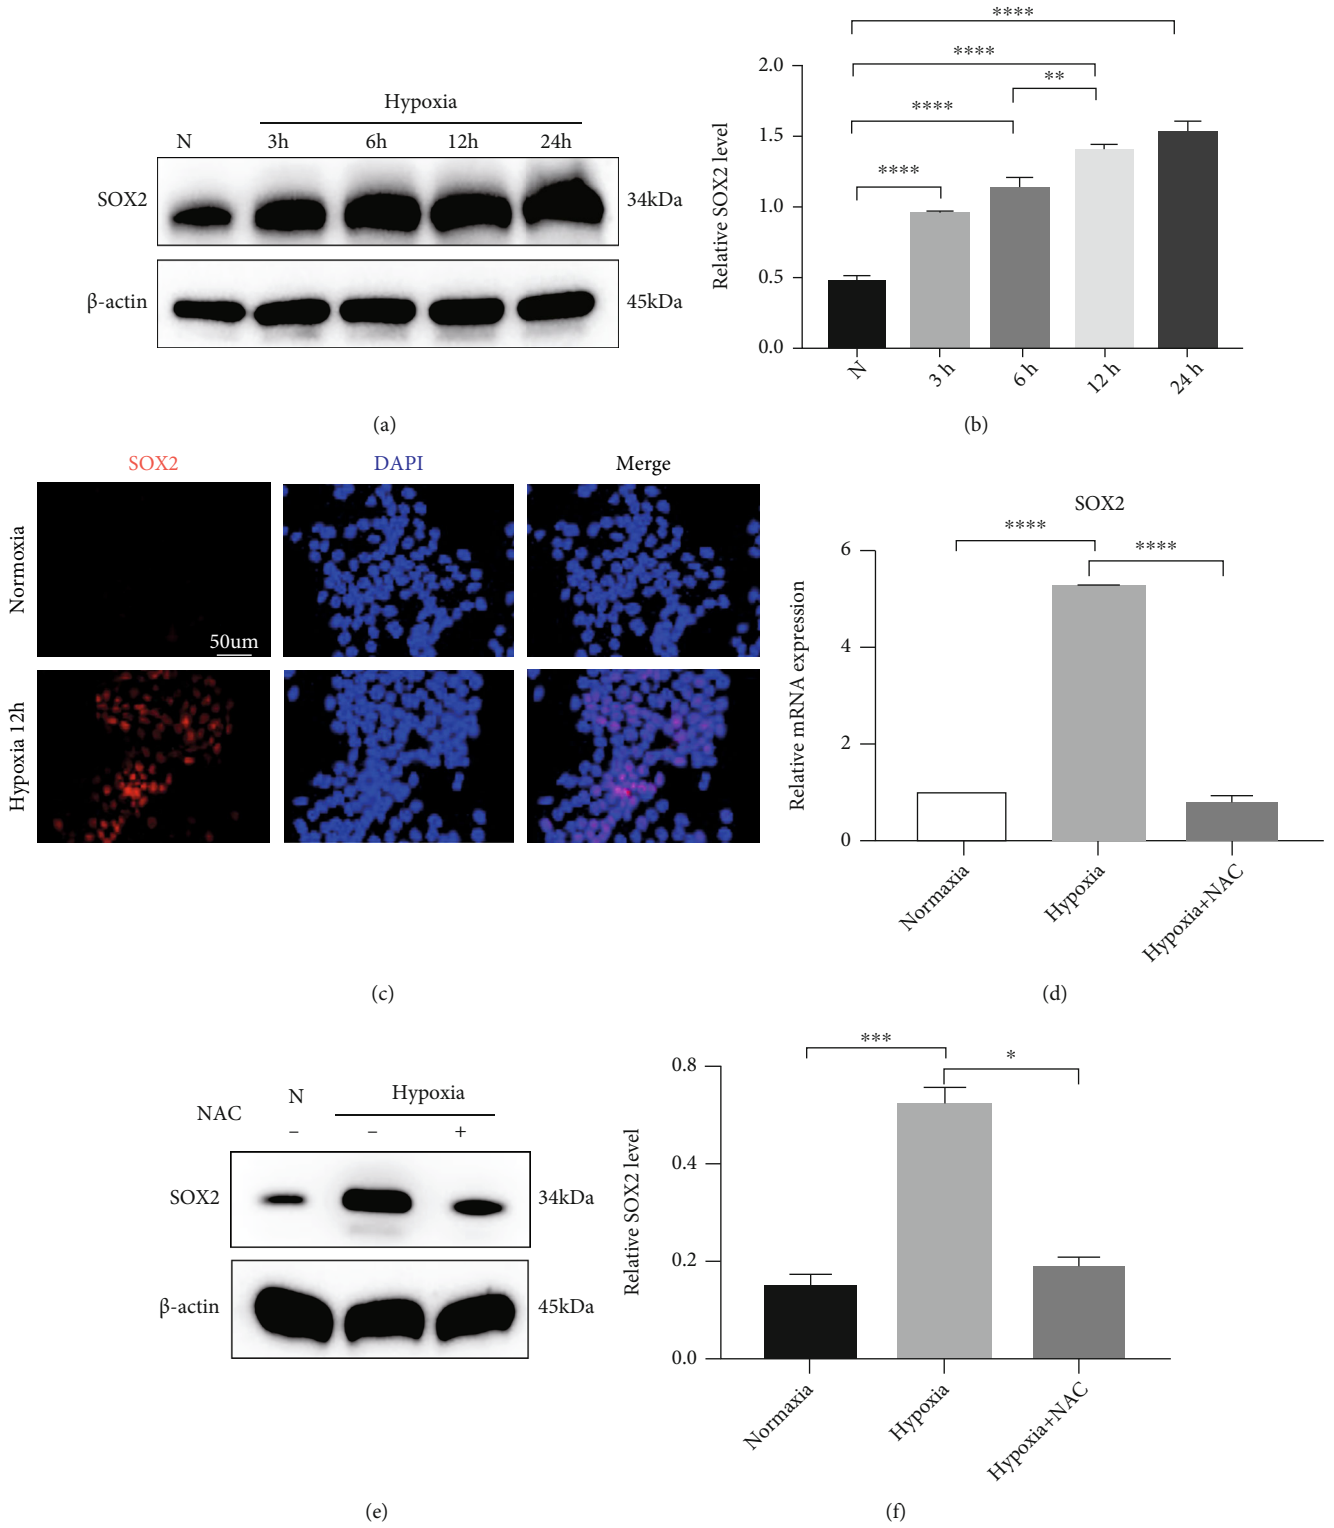 Hypoxia
N 3h 6h 12h 24h
SOX2 34kDa
β-actin 45kDa
(a)
**** 
****
**
****
****
Relative SOX2 level
2.0
1.5
1.0
0.5
0.0
N 3 h 6 h 12 h 24 h
(b)
SOX2 DAPI Merge
Normoxia
50um
Hypoxia 12h
(c)
SOX2
**** ****
Relative mRNA expression
6
4
2
0
Normaxia Hypoxia Hypoxia+NAC
(d)
N Hypoxia
NAC
– – +
SOX2 34kDa
β-actin 45kDa
(e)
***
*
Relative SOX2 level
0.8
0.4
0.2
0.0
Normaxia Hypoxia Hypoxia+NAC
(f)